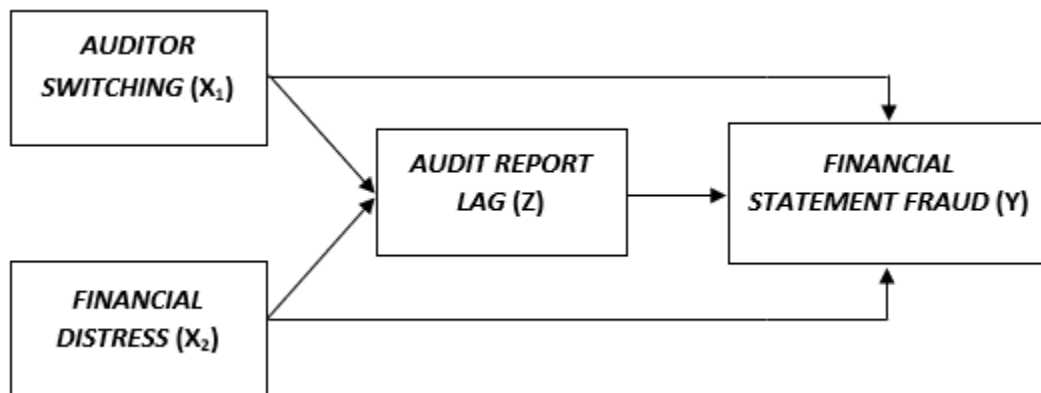 AUDITOR
SWITCHING (X₁)
AUDIT REPORT
LAG (Z)
FINANCIAL
STATEMENT FRAUD (Y)
FINANCIAL
DISTRESS (X₂)